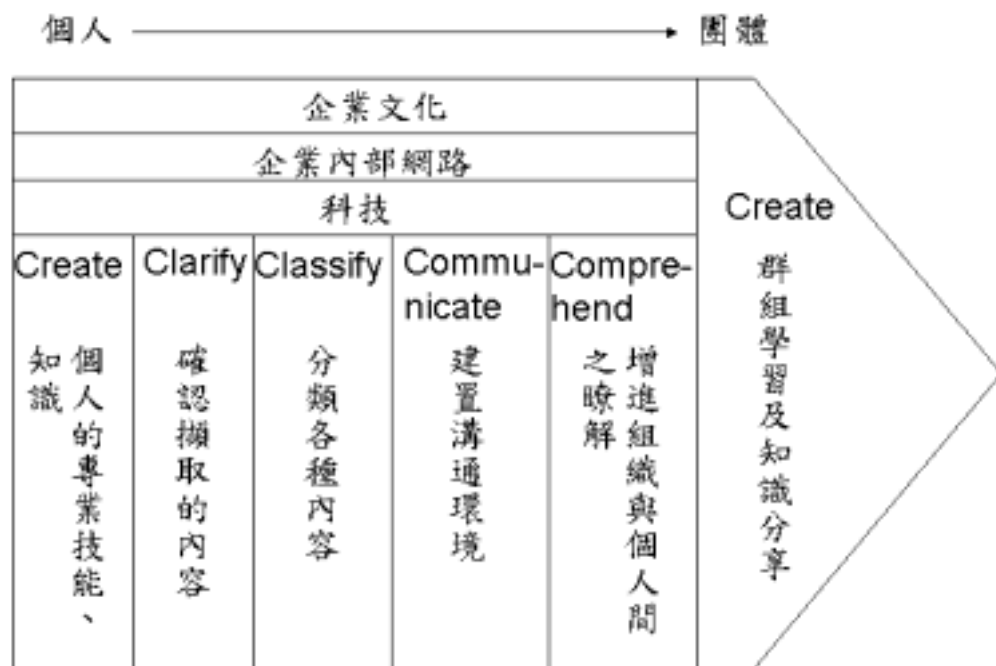 個人
團體
企業文化
企業內部網路
科技
Create
個人的專業技能、
知識
Clarify
確認擷取的內容
Classify
分類各種內容
Commu-
nicate
建置溝通環境
Compre-
hend
增進組織與個人間
之瞭解
Create
群組學習及知識分享